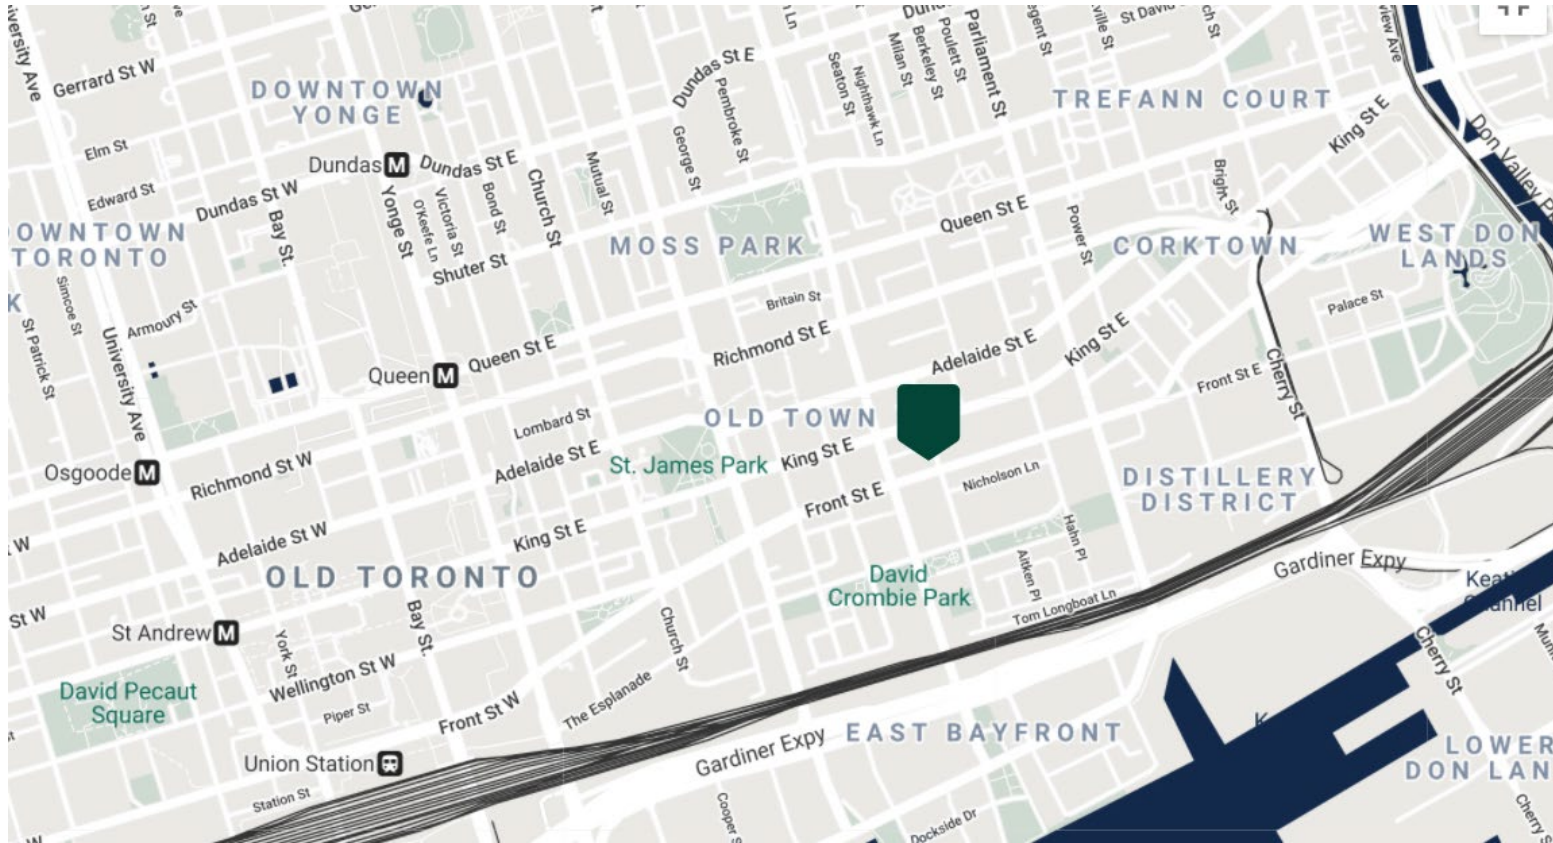 Gerrard St W
DOWNTOWN
YONGE
Elm St
Edward St
Dundas St W
Dundas
Dundas St E
Dundas St E
Pembroke St
George St
Mutual St
Church St
Bond St
Victoria St
O'Keefe Ln
Yonge St
Bay St.
Shuter St
MOSS PARK
Seaton St
Nighthawk Ln
Milan St
Berkeley St
Poulett St
Parliament St
St David
TREFANN COURT
King St E
Don Valley P
Bright St
Queen St E
Power St
CORKTOWN
WEST DON
LANDS
Palace St
OWNTOWN
TORONTO
K
Simcoe St
St Patrick St
Armoury St
University Ave
Queen
Queen St E
Britain St
Richmond St E
Adelaide St E
King St E
Front St E
Cherry St
Lombard St
OLD TOWN
Osgoode
Richmond St W
Adelaide St E
St. James Park
King St E
Nicholson Ln
DISTILLERY
DISTRICT
W
Adelaide St W
King St E
Front St E
Hahn Pl
Aitken Pl
OLD TORONTO
David
Crombie Park
Tom Longboat Ln
Gardiner Expy
St W
St Andrew
York St
Bay St.
Church St
Cherry St
David Pecaut
Square
Wellington St W
Piper St
Front St W
The Esplanade
EAST BAYFRONT
Union Station
Gardiner Expy
LOWER
DON LAN
Station St
Cooper S
Dockside Dr
Cherry S